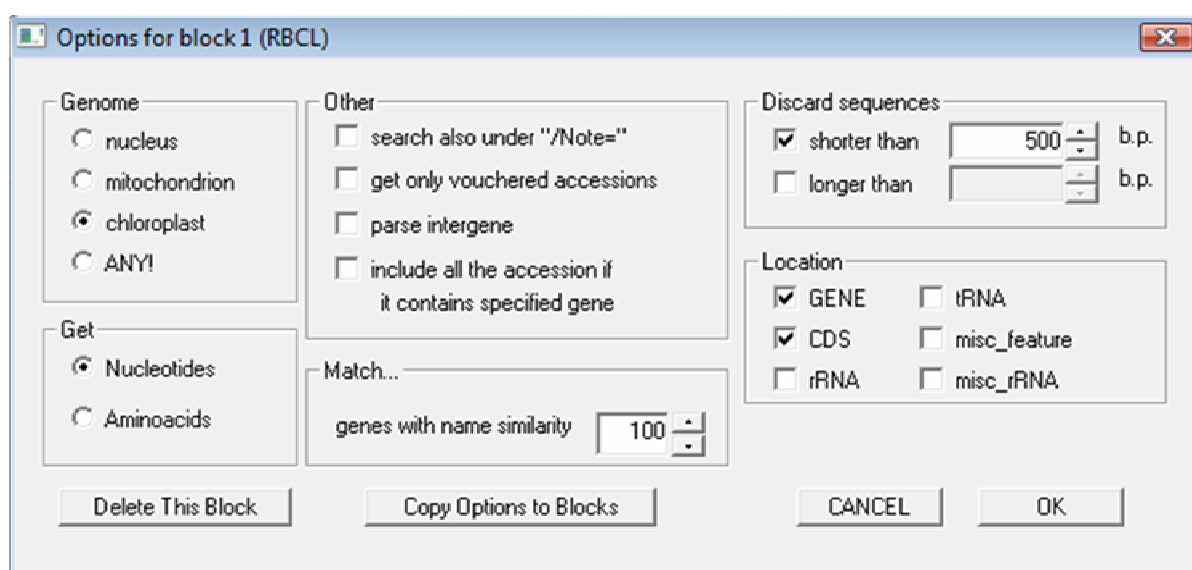 Options for block 1 (RBCL)
Genome
nucleus
mitochondrion
chloroplast
ANY!
Get
Nucleotides
Aminoacids
Other
search also under "/Note="
get only vouchered accessions
parse intergene
include all the accession if
it contains specified gene
Match...
genes with name similarity 100
Discard sequences
shorter than 500 b.p.
longer than b.p.
Location
GENE tRNA
CDS misc_feature
rRNA misc_rRNA
Delete This Block Copy Options to Blocks CANCEL OK